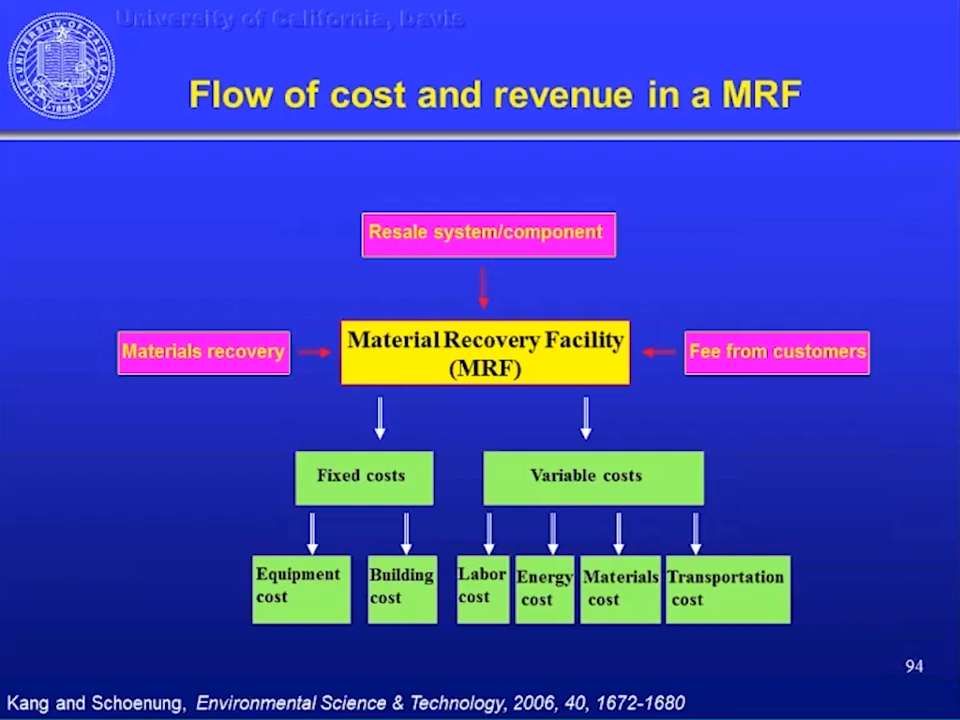 University of California, Davis
Flow of cost and revenue in a MRF
Resale system/component
Materials recovery
Material Recovery Facility
(MRF)
Fee from customers
Fixed costs
Variable costs
Equipment
cost
Building
cost
Labor
cost
Energy
cost
Materials
cost
Transportation
cost
94
Kang and Schoenung, Environmental Science & Technology, 2006, 40, 1672-1680